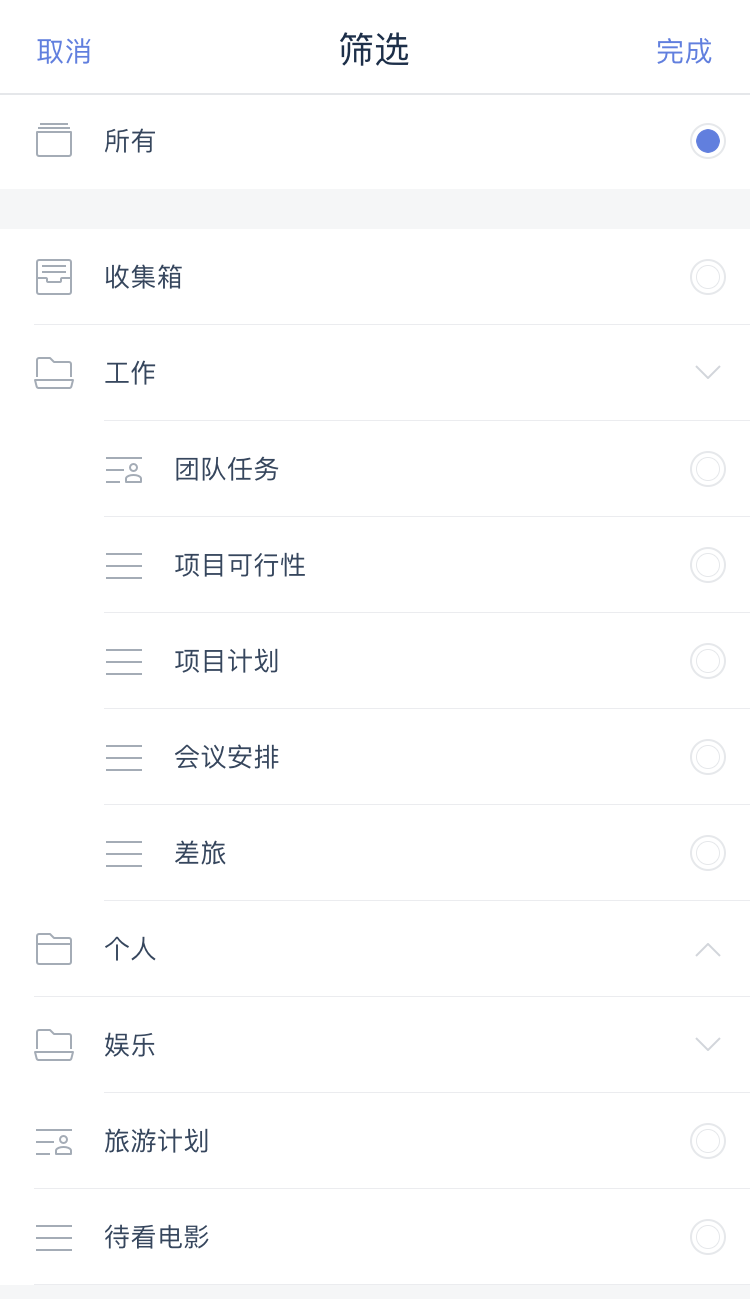 取消
筛选
完成
所有
收集箱
工作
团队任务
项目可行性
项目计划
会议安排
差旅
个人
娱乐
旅游计划
待看电影